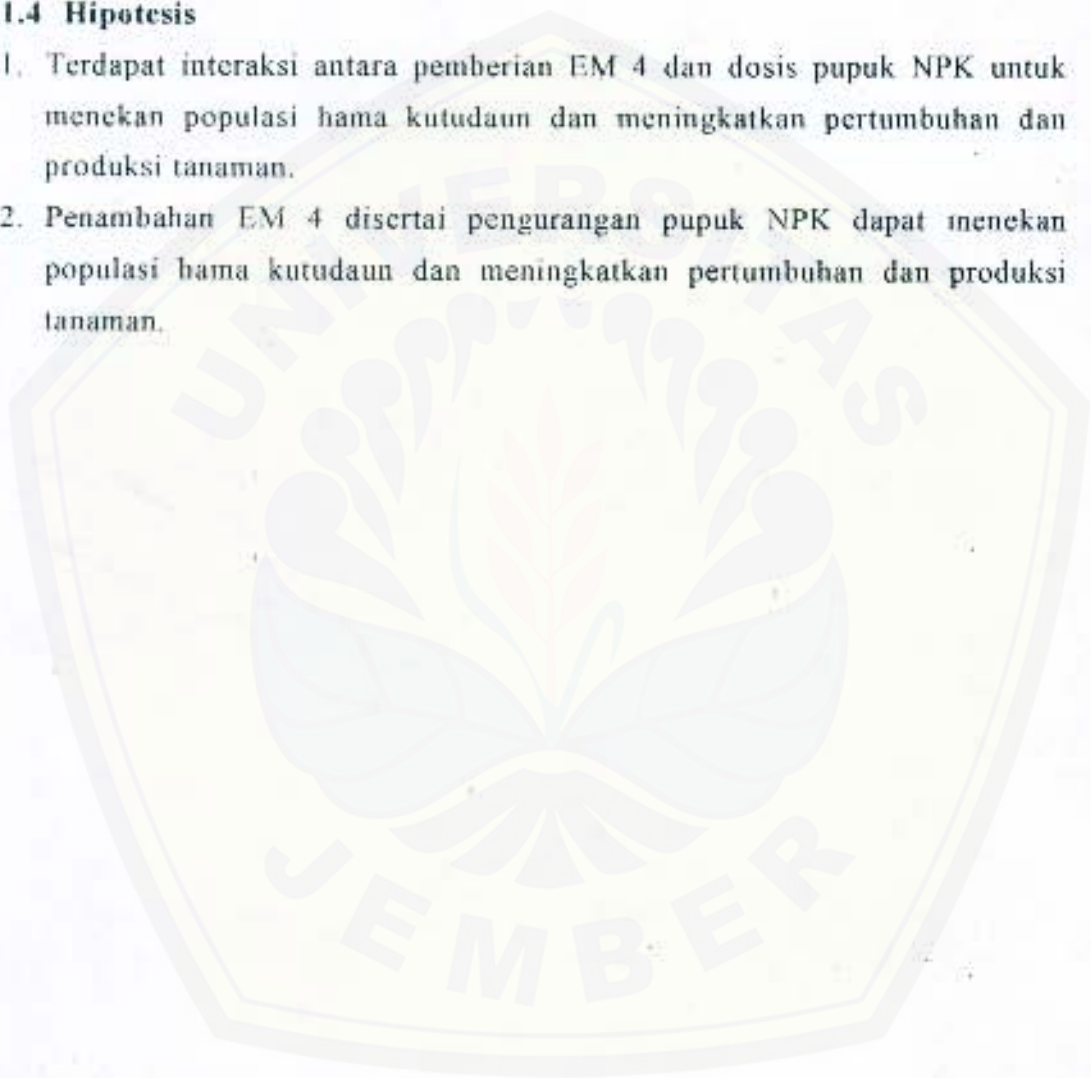 1.4 Hipotesis
1. Terdapat interaksi antara pemberian EM 4 dan dosis pupuk NPK untuk
menekan populasi hama kutudaun dan meningkatkan pertumbuhan dan
produksi tanaman.
2. Penambahan EM 4 disertai pengurangan pupuk NPK dapat menekan
populasi hama kutudaun dan meningkatkan pertumbuhan dan produksi
tanaman.
UNIVERSITAS
JEMBER